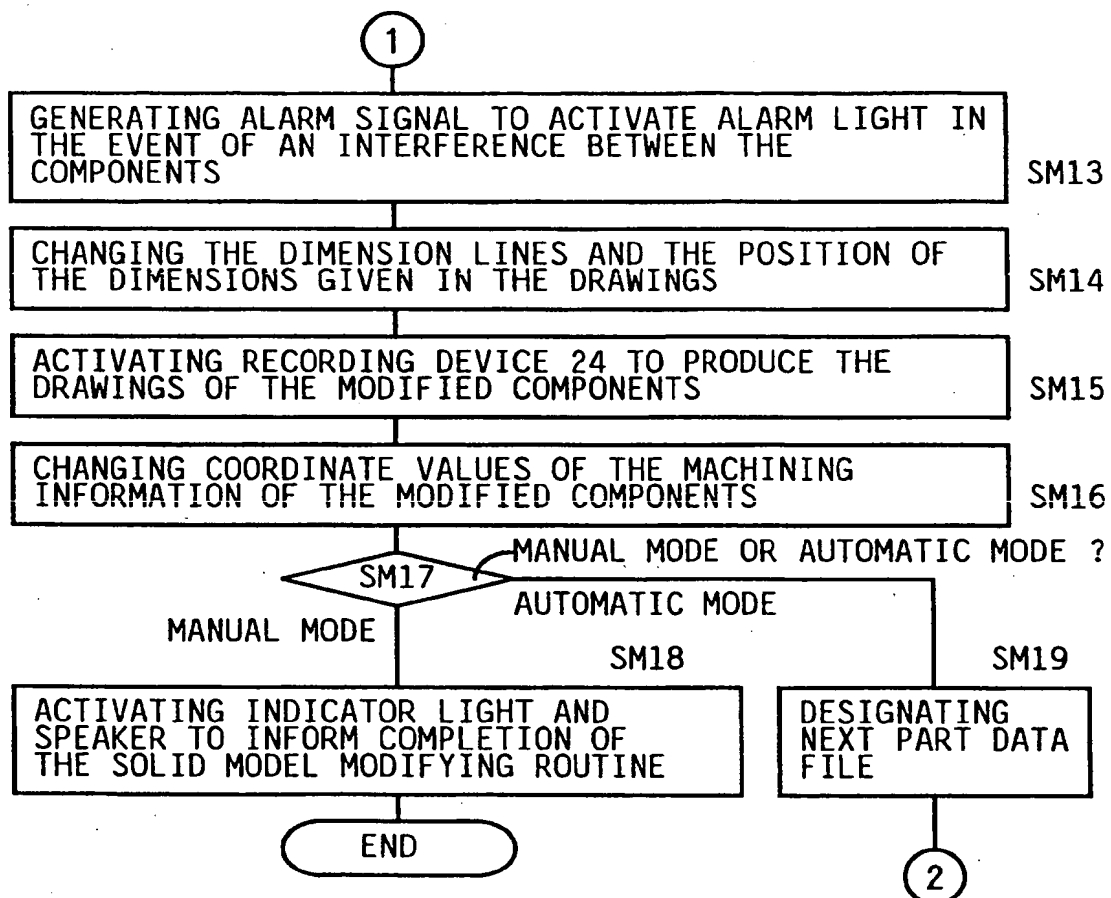 1
GENERATING ALARM SIGNAL TO ACTIVATE ALARM LIGHT IN
THE EVENT OF AN INTERFERENCE BETWEEN THE
COMPONENTS
SM13
CHANGING THE DIMENSION LINES AND THE POSITION OF
THE DIMENSIONS GIVEN IN THE DRAWINGS
SM14
ACTIVATING RECORDING DEVICE 24 TO PRODUCE THE
DRAWINGS OF THE MODIFIED COMPONENTS
SM15
CHANGING COORDINATE VALUES OF THE MACHINING
INFORMATION OF THE MODIFIED COMPONENTS
SM16
MANUAL MODE OR AUTOMATIC MODE ?
SM17
AUTOMATIC MODE
MANUAL MODE
SM18
SM19
ACTIVATING INDICATOR LIGHT AND
SPEAKER TO INFORM COMPLETION OF
THE SOLID MODEL MODIFYING ROUTINE
DESIGNATING
NEXT PART DATA
FILE
END
2